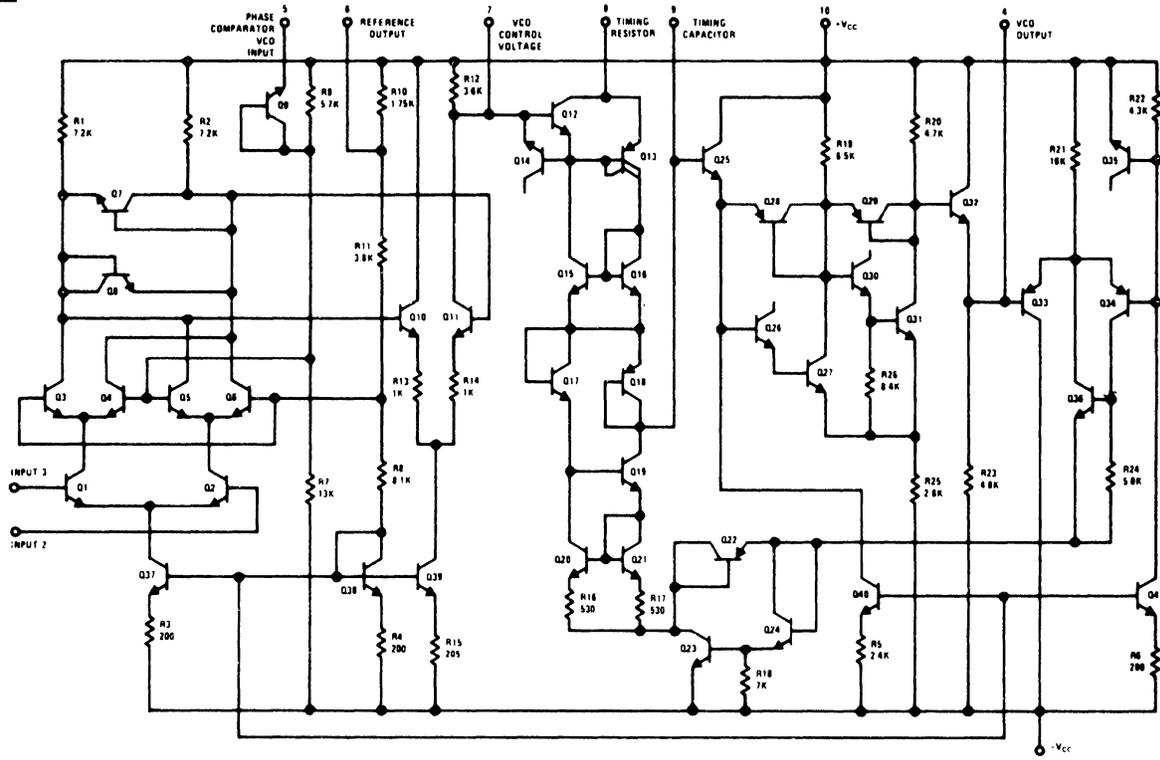 5
PHASE
COMPARATOR
VCO
INPUT
6
REFERENCE
OUTPUT
7
VCO
CONTROL
VOLTAGE
8
TIMING
RESISTOR
9
TIMING
CAPACITOR
10
+VCC
4
VCO
OUTPUT
R1
7.2K
R2
7.2K
Q9
R9
5.7K
R10
1.75K
R12
3.6K
Q12
Q14
Q13
Q25
R19
6.5K
R20
4.7K
R21
16K
R22
4.3K
Q35
Q7
Q8
R11
3.8K
Q28
Q29
Q32
Q15
Q16
Q30
Q10
Q11
Q26
Q31
Q33
Q34
Q27
R26
8.4K
Q3
Q4
Q5
Q6
R13
1K
R14
1K
Q17
Q18
Q36
INPUT 3
Q1
Q2
R7
13K
R8
8.1K
Q19
R25
2.6K
R23
4.8K
R24
5.8K
INPUT 2
Q37
Q38
Q39
Q20
Q21
Q22
Q40
Q4
R3
200
R4
200
R15
205
R16
530
R17
530
Q23
Q24
R18
7K
R5
2.4K
R6
200
-VCC